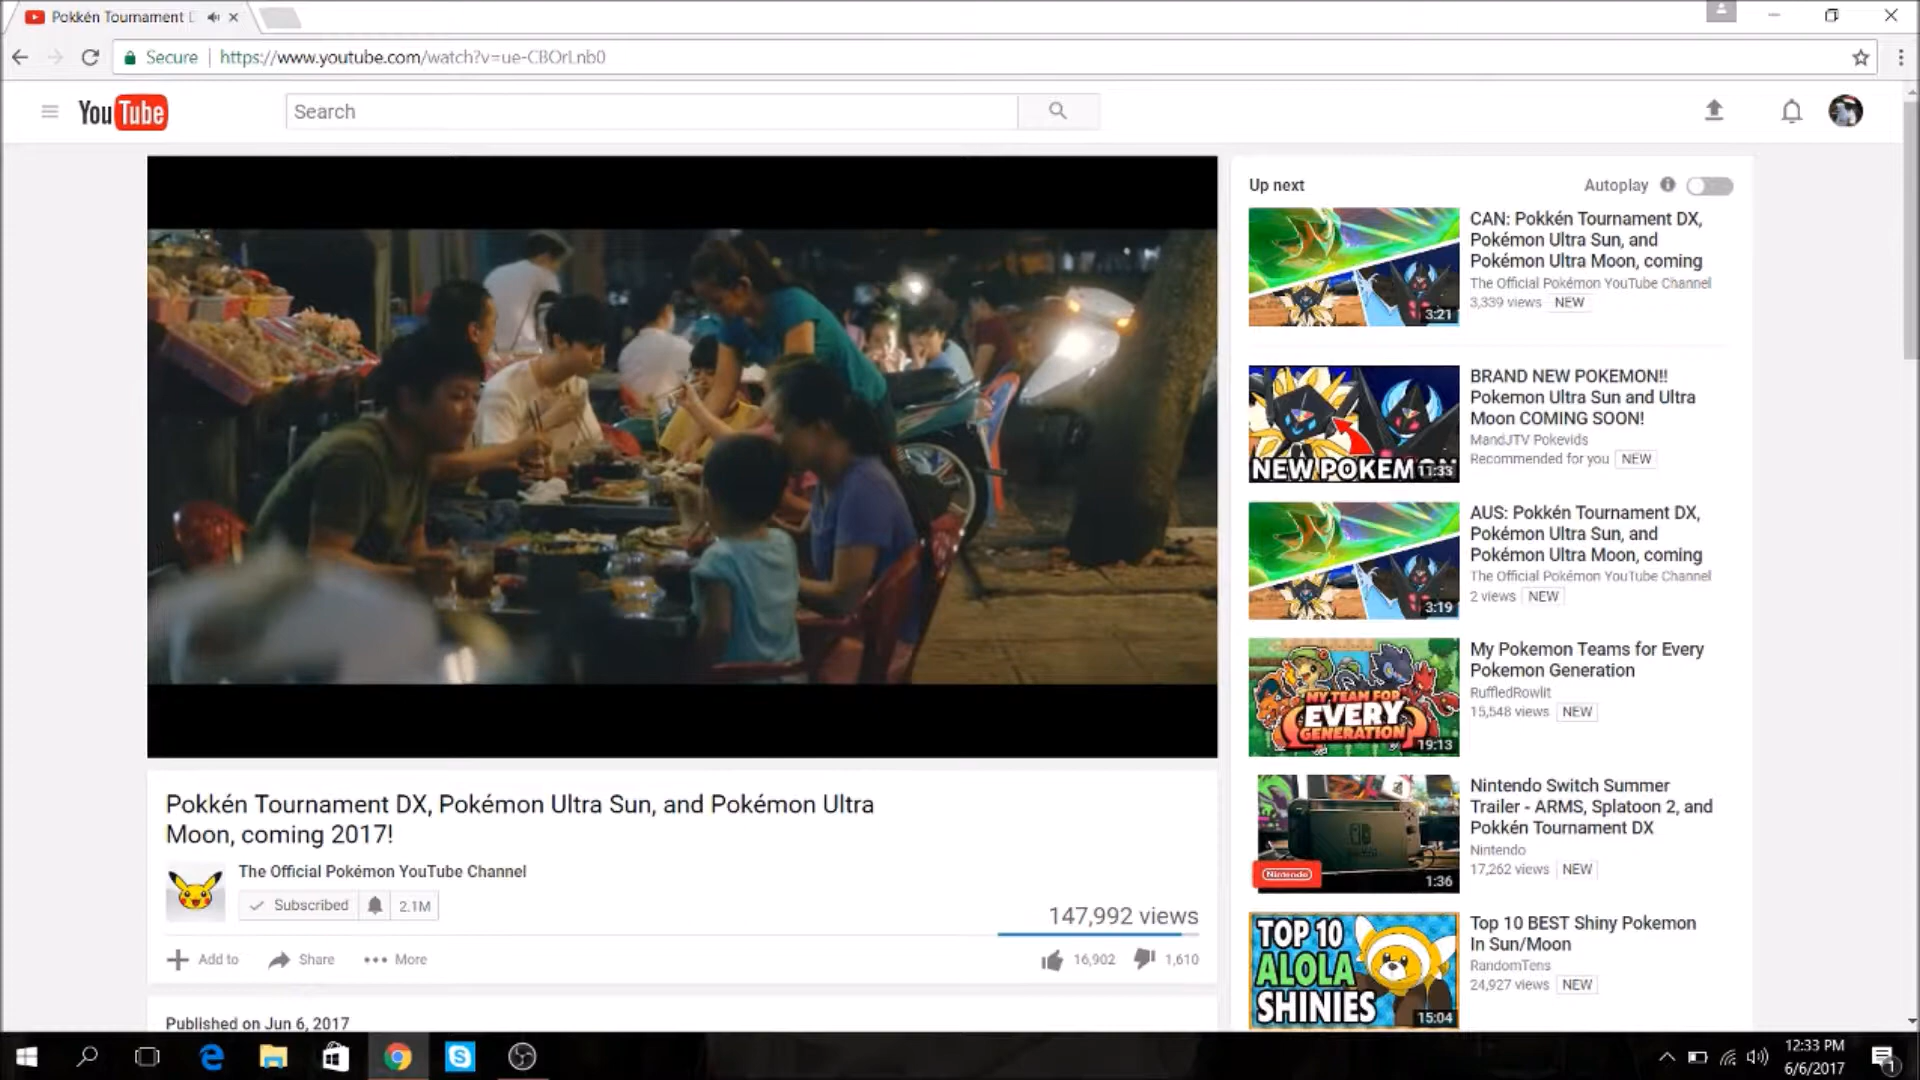 Pokkén Tournament D
Secure
https://www.youtube.com/watch?v=ue-CBOrLnb0
YouTube
Search
Up next
Autoplay
3:21
CAN: Pokkén Tournament DX,
Pokémon Ultra Sun, and
Pokémon Ultra Moon, coming
The Official Pokémon YouTube Channel
3,339 views NEW
NEW POKEMON
11:33
BRAND NEW POKEMON!!
Pokemon Ultra Sun and Ultra
Moon COMING SOON!
MandJTV Pokevids
Recommended for you NEW
3:19
AUS: Pokkén Tournament DX,
Pokémon Ultra Sun, and
Pokémon Ultra Moon, coming
The Official Pokémon YouTube Channel
2 views NEW
MY TEAM FOR
EVERY
GENERATION
19:13
My Pokemon Teams for Every
Pokemon Generation
RuffledRowlit
15,548 views NEW
Nintendo
1:36
Nintendo Switch Summer
Trailer - ARMS, Splatoon 2, and
Pokkén Tournament DX
Nintendo
17,262 views NEW
TOP 10
ALOLA
SHINIES
15:04
Top 10 BEST Shiny Pokemon
In Sun/Moon
RandomTens
24,927 views NEW
Pokkén Tournament DX, Pokémon Ultra Sun, and Pokémon Ultra
Moon, coming 2017!
The Official Pokémon YouTube Channel
Subscribed 2.1M
147,992 views
Add to Share More 16,902 1,610
Published on Jun 6, 2017
12:33 PM
6/6/2017
1